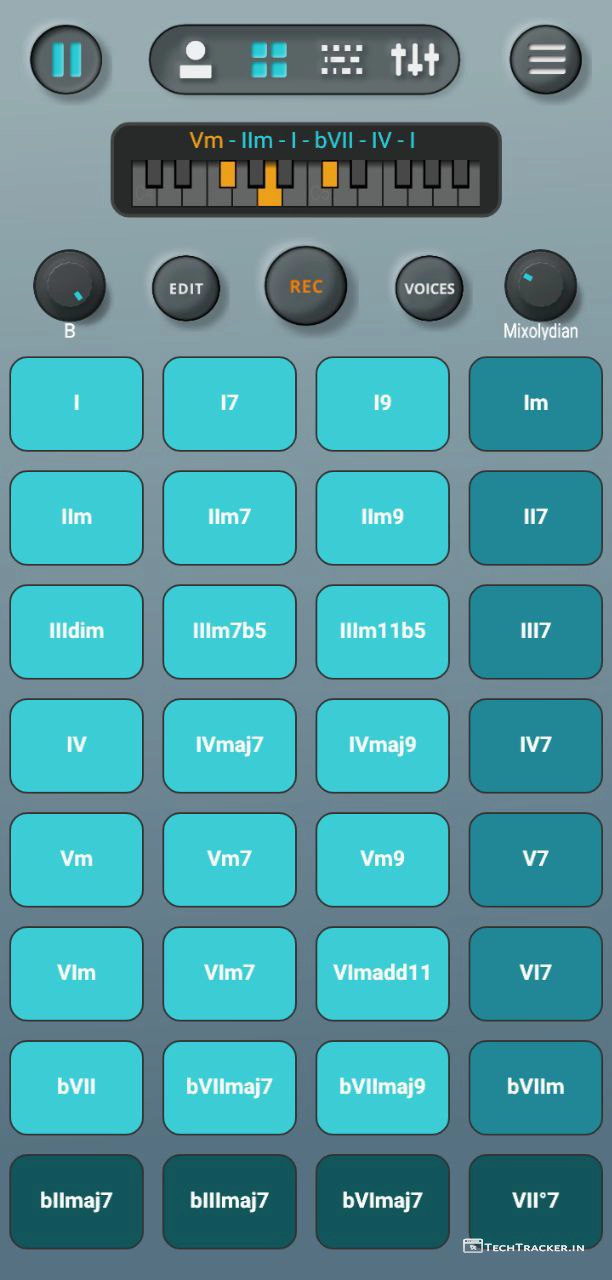 Vm - IIm - I - bVII - IV - I
EDIT
REC
VOICES
B
Mixolydian
I I7 I9 Im
IIm IIm7 IIm9 II7
IIIdim IIIm7b5 IIIm11b5 III7
IV IVmaj7 IVmaj9 IV7
Vm Vm7 Vm9 V7
VIm VIm7 VImadd11 VI7
bVII bVIImaj7 bVIImaj9 bVIIm
bIImaj7 bIIImaj7 bVImaj7 VII°7
TECHTRACKER.IN